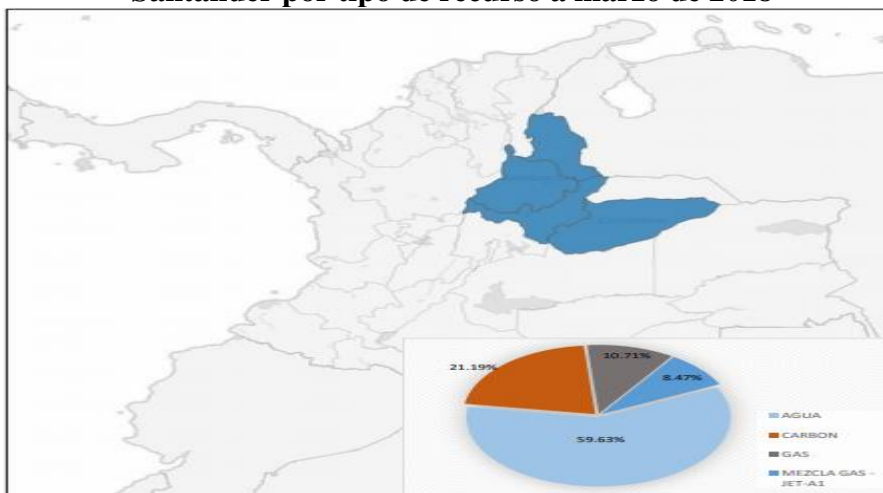 Santander por tipo de recurso a marzo de 2018
21.19%
10.71%
8.47%
59.63%
AGUA
CARBON
GAS
MEZCLA GAS -
JET-A1